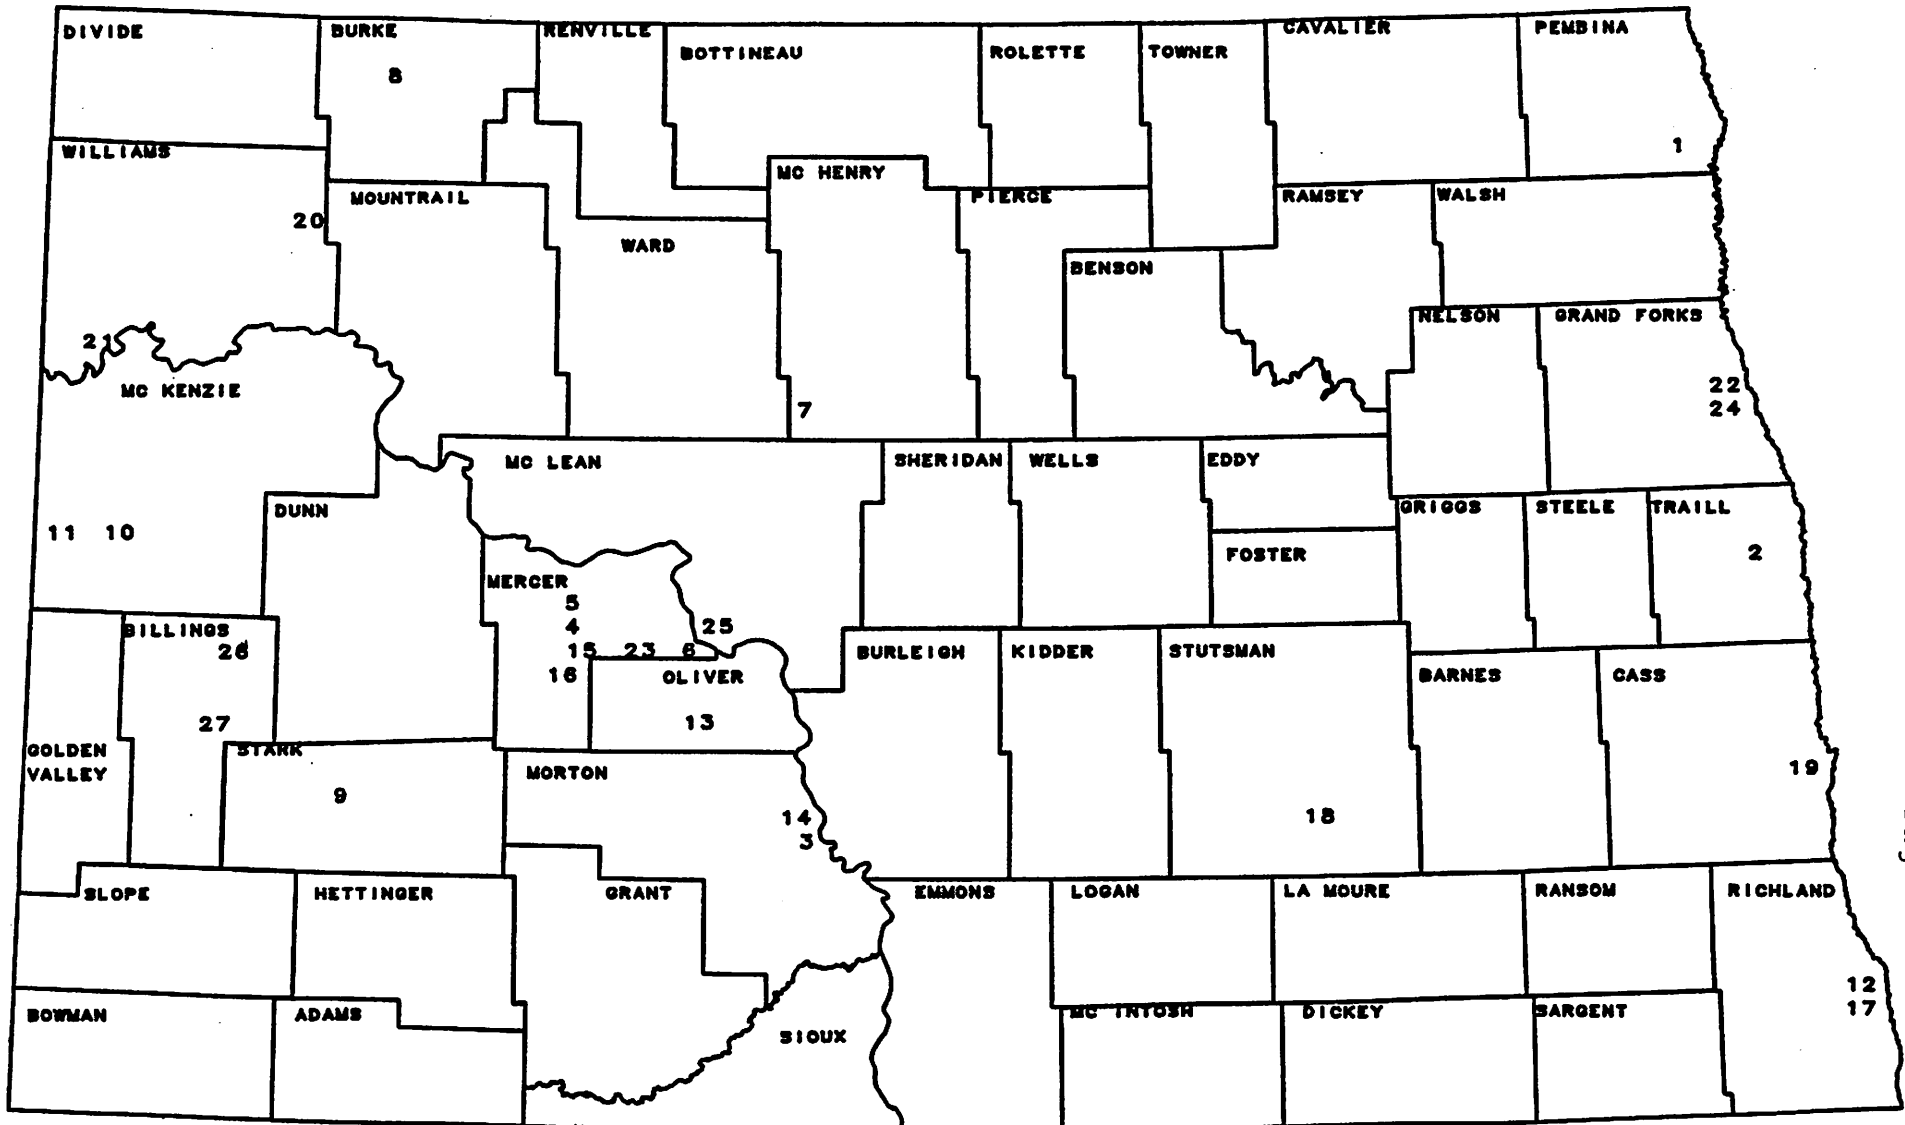 DIVIDE BURKE RENVILLE BOTTINEAU ROLETTE TOWNER CAVALIER PEMBINA
8
1
WILLIAMS MOUNTRAIL WARD MC HENRY PIERCE BENSON RAMSEY WALSH
20
21
MC KENZIE
7
NELSON GRAND FORKS
22
24
MC LEAN SHERIDAN WELLS EDDY
11 10
DUNN
GRIGGS STEELE TRAILL
2
FOSTER
MERCER
5
4
15 23 6 25
16
OLIVER
13
BILLINGS
26
27
BURLEIGH KIDDER STUTSMAN BARNES CASS
GOLDEN
VALLEY
STARK
9
MORTON
14
3
18
19
SLOPE HETTINGER GRANT EMMONS LOGAN LA MOURE RANSOM RICHLAND
12
17
BOWMAN ADAMS SIOUX MC INTOSH DICKEY SARGENT